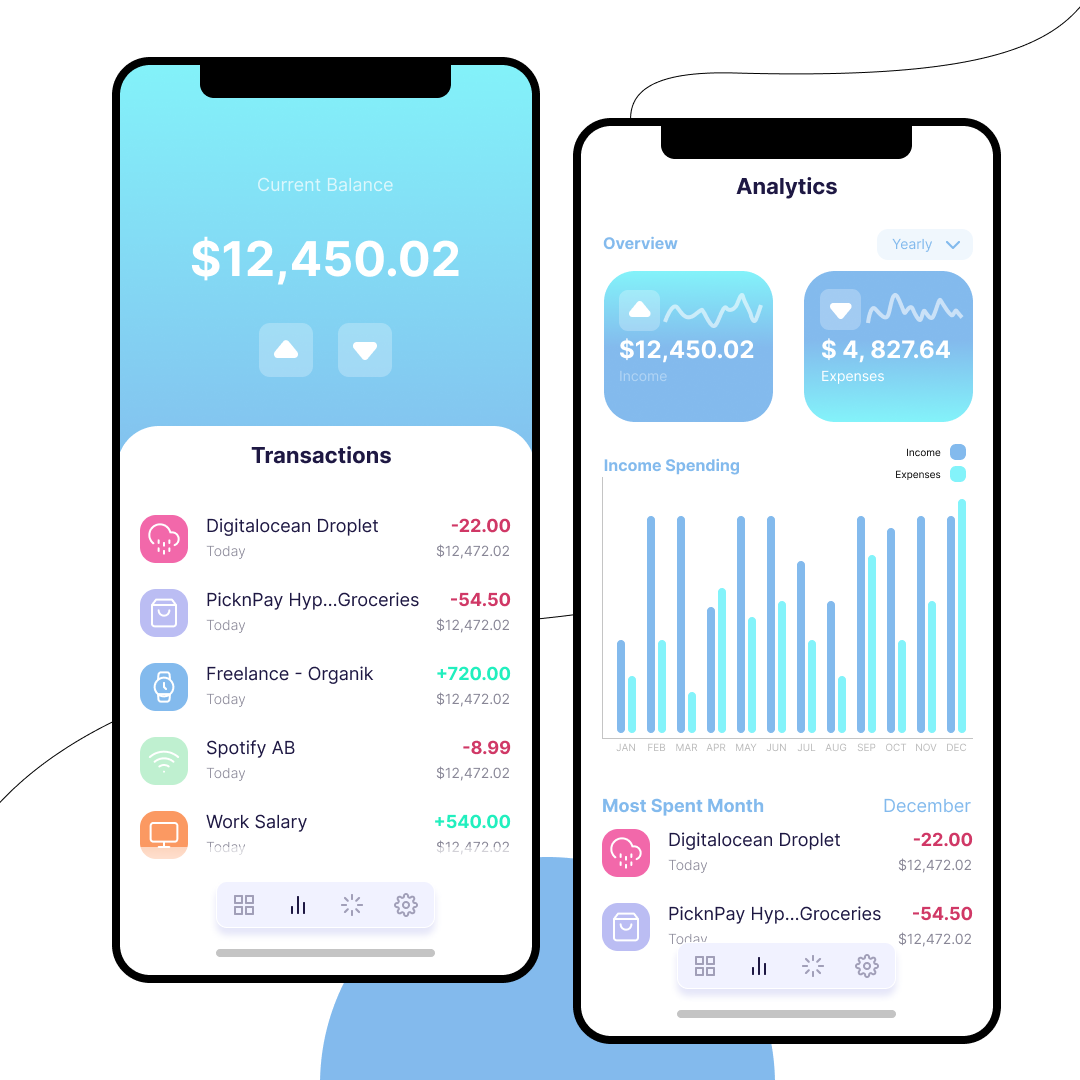 Current Balance
$12,450.02
Transactions
Digitalocean Droplet
-22.00
Today
$12,472.02
PicknPay Hyp...Groceries
-54.50
Today
$12,472.02
Freelance - Organik
+720.00
Today
$12,472.02
Spotify AB
-8.99
Today
$12,472.02
Work Salary
+540.00
Today
$12,472.02
Analytics
Overview
Yearly
$12,450.02
Income
$ 4, 827.64
Expenses
Income Spending
Income
Expenses
JAN FEB MAR APR MAY JUN JUL AUG SEP OCT NOV DEC
Most Spent Month
December
Digitalocean Droplet
-22.00
Today
$12,472.02
PicknPay Hyp...Groceries
-54.50
Today
$12,472.02